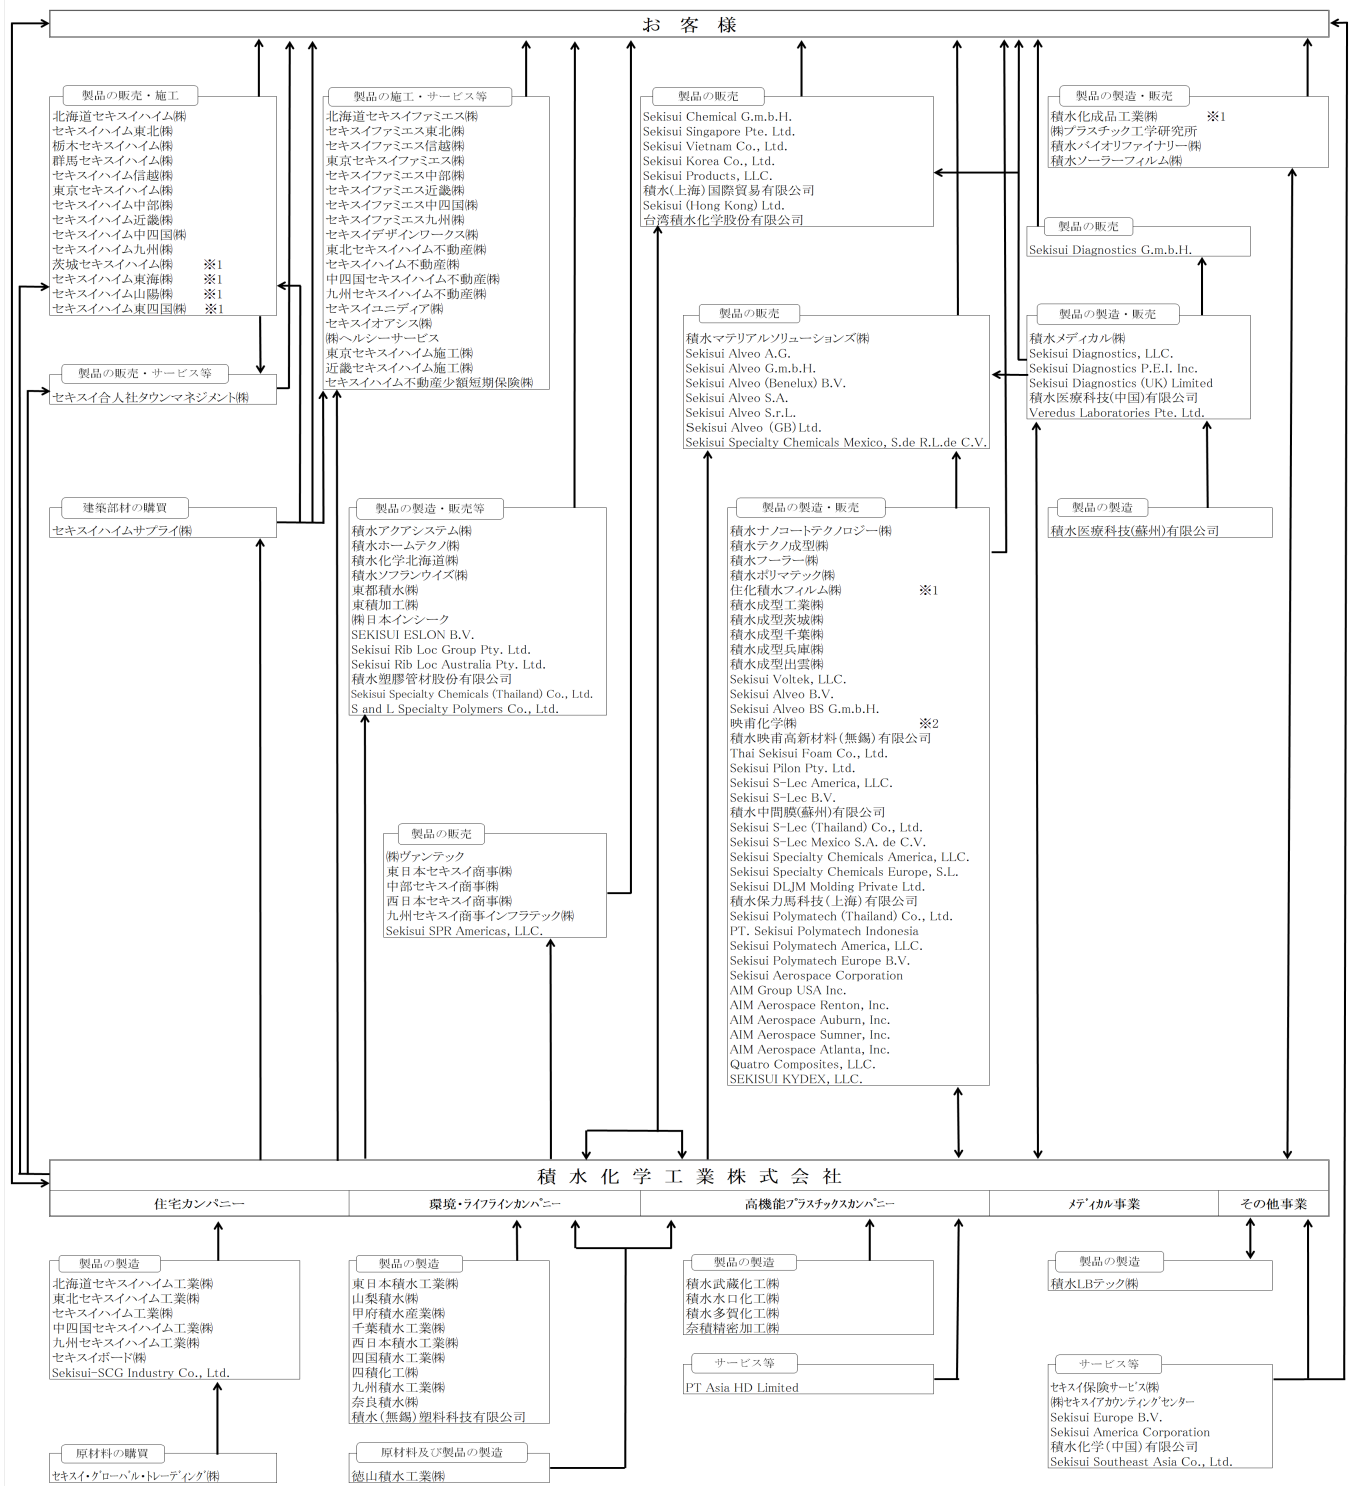 お客様
製品の販売・施工
北海道セキスイハイム㈱
セキスイハイム東北㈱
栃木セキスイハイム㈱
群馬セキスイハイム㈱
セキスイハイム信越㈱
東京セキスイハイム㈱
セキスイハイム中部㈱
セキスイハイム近畿㈱
セキスイハイム中四国㈱
セキスイハイム九州㈱
茨城セキスイハイム㈱ ※1
セキスイハイム東海㈱ ※1
セキスイハイム山陽㈱ ※1
セキスイハイム東四国㈱ ※1
製品の販売・サービス等
セキスイ合人社タウンマネジメント㈱
建築部材の購買
セキスイハイムサプライ㈱
製品の施工・サービス等
北海道セキスイファミエス㈱
セキスイファミエス東北㈱
セキスイファミエス信越㈱
東京セキスイファミエス㈱
セキスイファミエス中部㈱
セキスイファミエス近畿㈱
セキスイファミエス中四国㈱
セキスイファミエス九州㈱
セキスイデザインワークス㈱
東北セキスイハイム不動産㈱
セキスイハイム不動産㈱
中四国セキスイハイム不動産㈱
九州セキスイハイム不動産㈱
セキスイユニディア㈱
セキスイオアシス㈱
㈱ヘルシーサービス
東京セキスイハイム施工㈱
近畿セキスイハイム施工㈱
セキスイハイム不動産少額短期保険㈱
製品の製造・販売等
積水アクアシステム㈱
積水ホームテクノ㈱
積水化学北海道㈱
積水ソフランウイズ㈱
東都積水㈱
東積加工㈱
㈱日本インシーク
SEKISUI ESLON B.V.
Sekisui Rib Loc Group Pty. Ltd.
Sekisui Rib Loc Australia Pty. Ltd.
積水塑膠管材股份有限公司
Sekisui Specialty Chemicals (Thailand) Co., Ltd.
S and L Specialty Polymers Co., Ltd.
製品の販売
㈱ヴァンテック
東日本セキスイ商事㈱
中部セキスイ商事㈱
西日本セキスイ商事㈱
九州セキスイ商事インフラテック㈱
Sekisui SPR Americas, LLC.
製品の販売
Sekisui Chemical G.m.b.H.
Sekisui Singapore Pte. Ltd.
Sekisui Vietnam Co., Ltd.
Sekisui Korea Co., Ltd.
Sekisui Products, LLC.
積水(上海)国際貿易有限公司
Sekisui (Hong Kong) Ltd.
台湾積水化学股份有限公司
製品の販売
積水マテリアルソリューションズ㈱
Sekisui Alveo A.G.
Sekisui Alveo G.m.b.H.
Sekisui Alveo (Benelux) B.V.
Sekisui Alveo S.A.
Sekisui Alveo S.r.L.
Sekisui Alveo (GB)Ltd.
Sekisui Specialty Chemicals Mexico, S.de R.L.de C.V.
製品の製造・販売
積水ナノコートテクノロジー㈱
積水テクノ成型㈱
積水フーラー㈱
積水ポリマテック㈱
住化積水フィルム㈱ ※1
積水成型工業㈱
積水成型茨城㈱
積水成型千葉㈱
積水成型兵庫㈱
積水成型出雲㈱
Sekisui Voltek, LLC.
Sekisui Alveo B.V.
Sekisui Alveo BS G.m.b.H.
映甫化学㈱ ※2
積水映甫高新材料(無錫)有限公司
Thai Sekisui Foam Co., Ltd.
Sekisui Pilon Pty. Ltd.
Sekisui S-Lec America, LLC.
Sekisui S-Lec B.V.
積水中間膜(蘇州)有限公司
Sekisui S-Lec (Thailand) Co., Ltd.
Sekisui S-Lec Mexico S.A. de C.V.
Sekisui Specialty Chemicals America, LLC.
Sekisui Specialty Chemicals Europe, S.L.
Sekisui DLJM Molding Private Ltd.
積水保力馬科技(上海)有限公司
Sekisui Polymatech (Thailand) Co., Ltd.
PT. Sekisui Polymatech Indonesia
Sekisui Polymatech America, LLC.
Sekisui Polymatech Europe B.V.
Sekisui Aerospace Corporation
AIM Group USA Inc.
AIM Aerospace Renton, Inc.
AIM Aerospace Auburn, Inc.
AIM Aerospace Sumner, Inc.
AIM Aerospace Atlanta, Inc.
Quatro Composites, LLC.
SEKISUI KYDEX, LLC.
製品の製造・販売
積水化成品工業㈱ ※1
㈱プラスチック工学研究所
積水バイオリファイナリー㈱
積水ソーラーフィルム㈱
製品の販売
Sekisui Diagnostics G.m.b.H.
製品の製造・販売
積水メディカル㈱
Sekisui Diagnostics, LLC.
Sekisui Diagnostics P.E.I. Inc.
Sekisui Diagnostics (UK) Limited
積水医療科技(中国)有限公司
Veredus Laboratories Pte. Ltd.
製品の製造
積水医療科技(蘇州)有限公司
積水化学工業株式会社
住宅カンパニー
環境・ライフラインカンパニー
高機能プラスチックスカンパニー
メディカル事業
その他事業
製品の製造
北海道セキスイハイム工業㈱
東北セキスイハイム工業㈱
セキスイハイム工業㈱
中四国セキスイハイム工業㈱
九州セキスイハイム工業㈱
セキスイボード㈱
Sekisui-SCG Industry Co., Ltd.
原材料の購買
セキスイ・グローバル・トレーディング㈱
製品の製造
東日本積水工業㈱
山梨積水㈱
甲府積水産業㈱
千葉積水工業㈱
西日本積水工業㈱
四国積水工業㈱
四積化工㈱
九州積水工業㈱
奈良積水㈱
積水(無錫)塑料科技有限公司
原材料及び製品の製造
徳山積水工業㈱
製品の製造
積水武蔵化工㈱
積水水口化工㈱
積水多賀化工㈱
奈積精密加工㈱
サービス等
PT Asia HD Limited
製品の製造
積水LBテック㈱
サービス等
セキスイ保険サービス㈱
㈱セキスイアカウンティングセンター
Sekisui Europe B.V.
Sekisui America Corporation
積水化学(中国)有限公司
Sekisui Southeast Asia Co., Ltd.